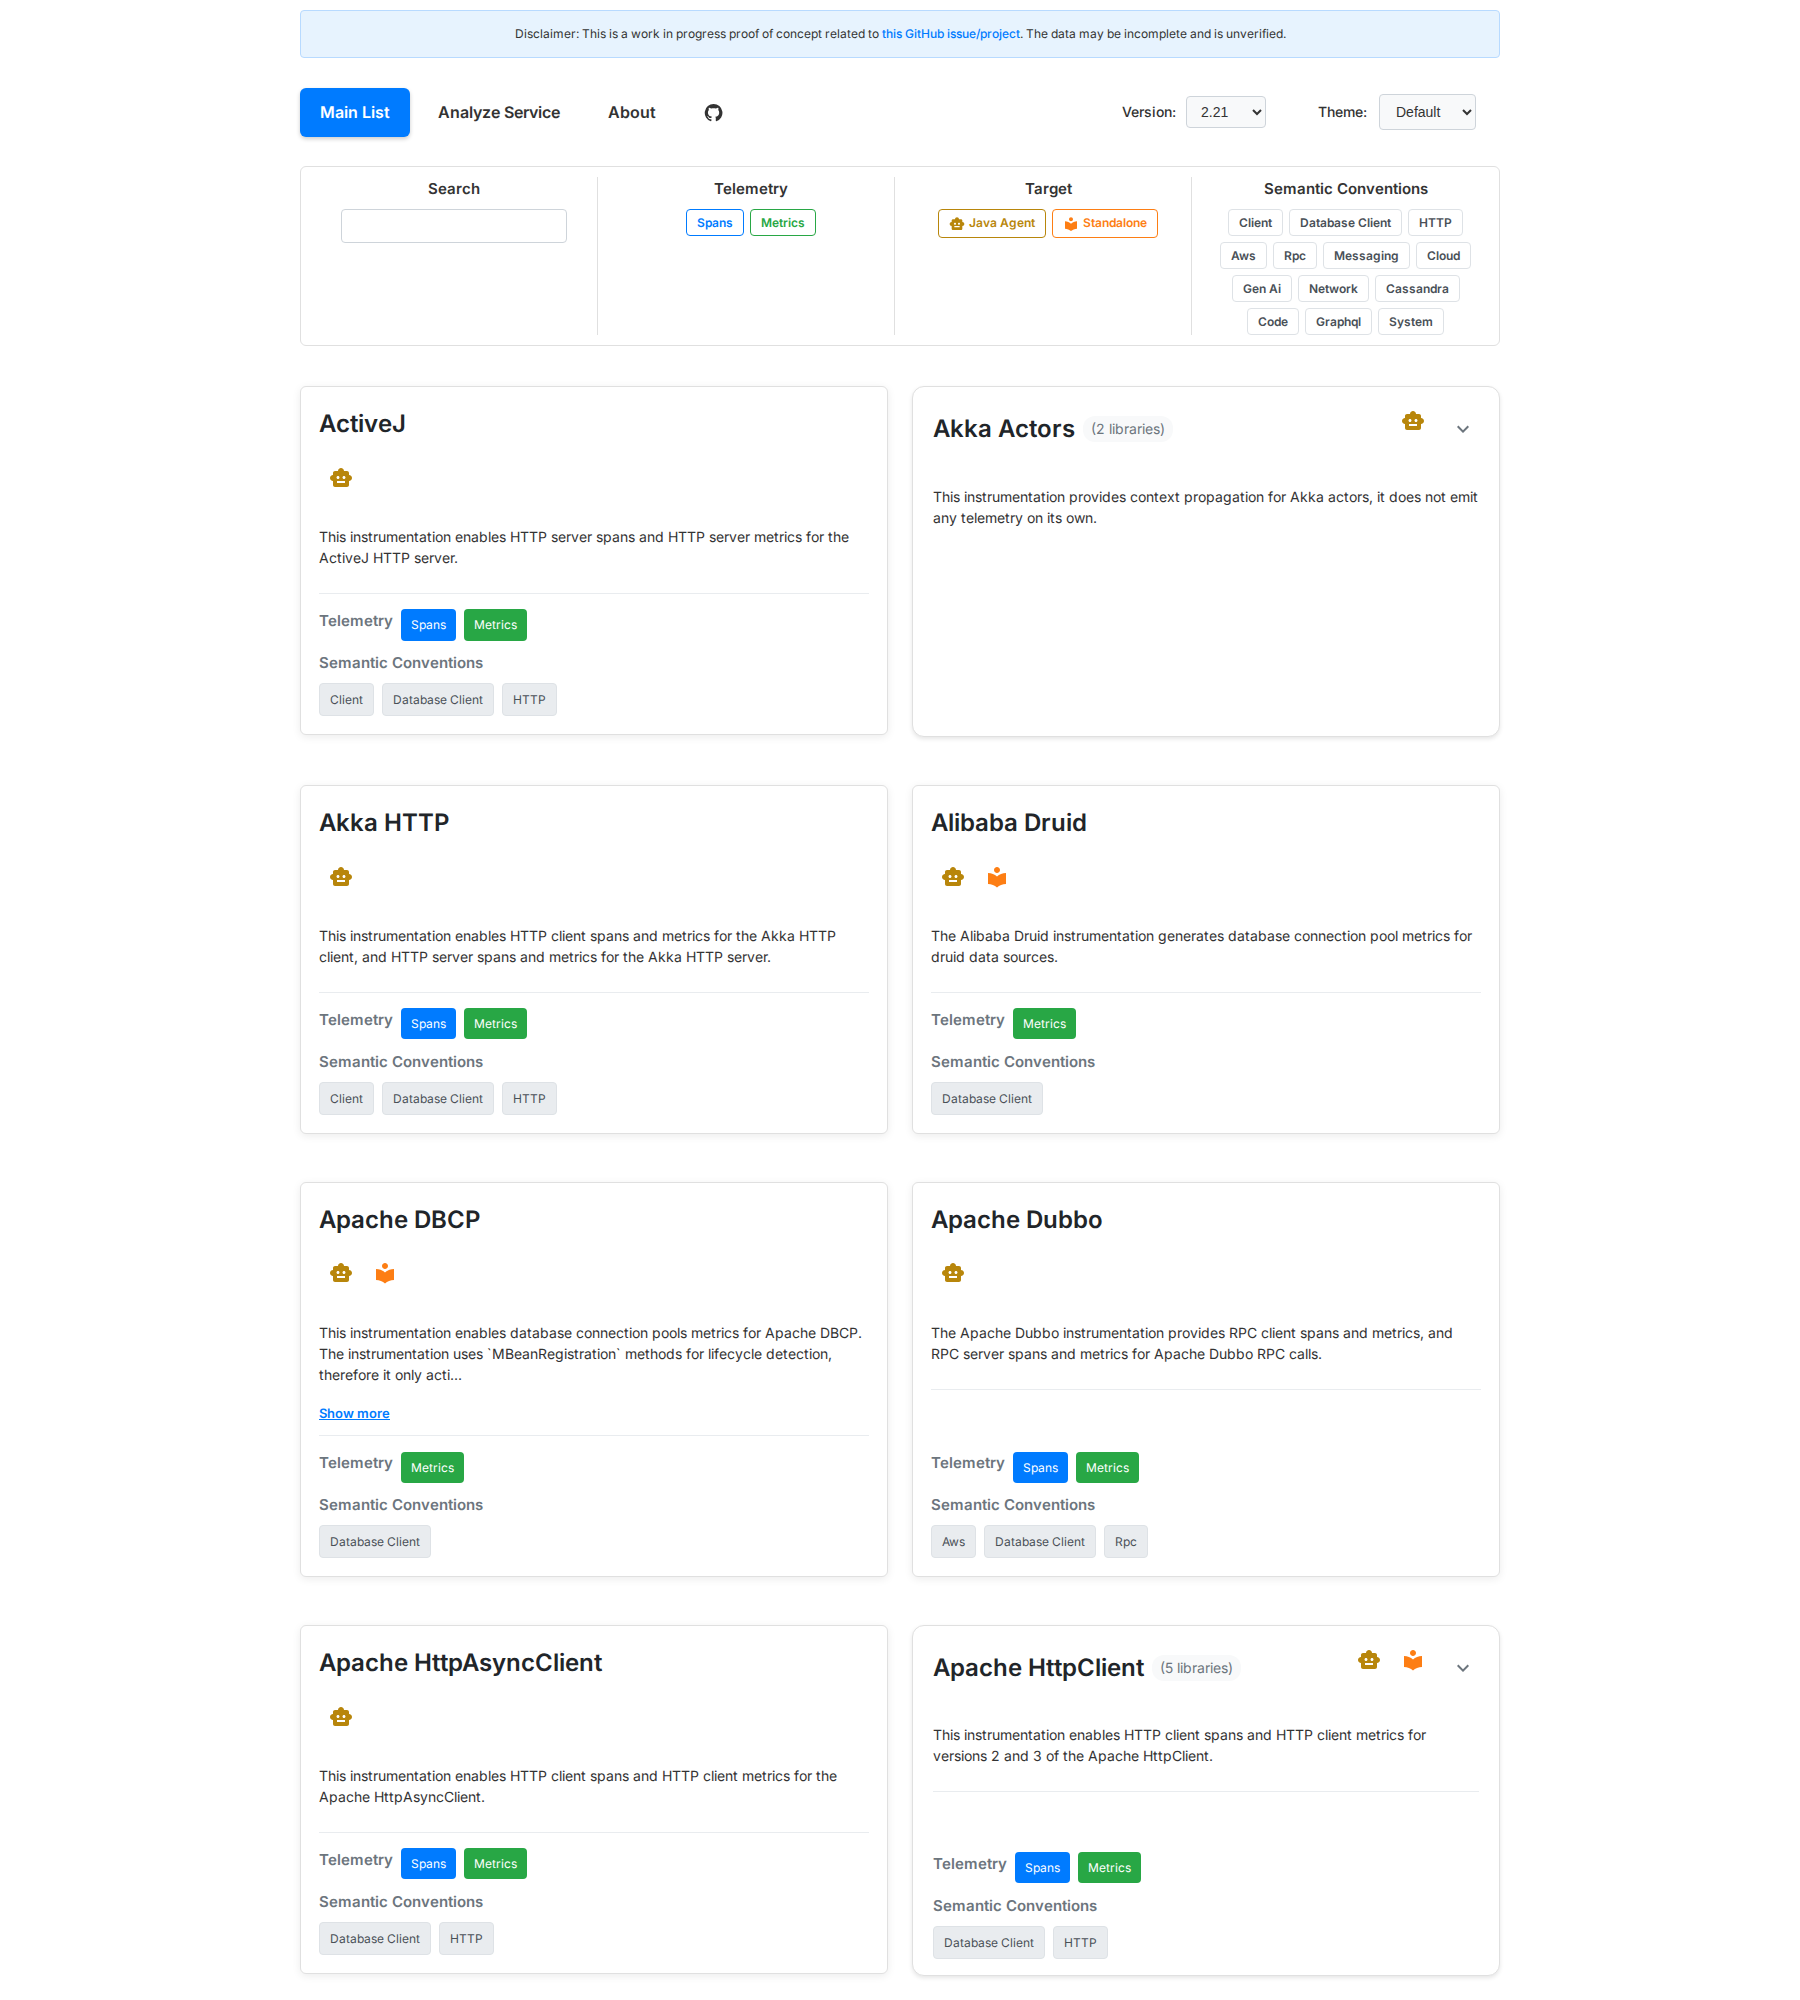 Disclaimer: This is a work in progress proof of concept related to this GitHub issue/project. The data may be incomplete and is unverified.
Main List
Analyze Service
About
Version: 2.21
Theme: Default
Search
Telemetry
Spans Metrics
Target
Java Agent Standalone
Semantic Conventions
Client Database Client HTTP
Aws Rpc Messaging Cloud
Gen Ai Network Cassandra
Code Graphql System
ActiveJ
This instrumentation enables HTTP server spans and HTTP server metrics for the
ActiveJ HTTP server.
Telemetry Spans Metrics
Semantic Conventions
Client Database Client HTTP
Akka Actors (2 libraries)
This instrumentation provides context propagation for Akka actors, it does not emit
any telemetry on its own.
Akka HTTP
This instrumentation enables HTTP client spans and metrics for the Akka HTTP
client, and HTTP server spans and metrics for the Akka HTTP server.
Telemetry Spans Metrics
Semantic Conventions
Client Database Client HTTP
Alibaba Druid
The Alibaba Druid instrumentation generates database connection pool metrics for
druid data sources.
Telemetry Metrics
Semantic Conventions
Database Client
Apache DBCP
This instrumentation enables database connection pools metrics for Apache DBCP.
The instrumentation uses `MBeanRegistration` methods for lifecycle detection,
therefore it only acti...
Show more
Telemetry Metrics
Semantic Conventions
Database Client
Apache Dubbo
The Apache Dubbo instrumentation provides RPC client spans and metrics, and
RPC server spans and metrics for Apache Dubbo RPC calls.
Telemetry Spans Metrics
Semantic Conventions
Aws Database Client Rpc
Apache HttpAsyncClient
This instrumentation enables HTTP client spans and HTTP client metrics for the
Apache HttpAsyncClient.
Telemetry Spans Metrics
Semantic Conventions
Database Client HTTP
Apache HttpClient (5 libraries)
This instrumentation enables HTTP client spans and HTTP client metrics for
versions 2 and 3 of the Apache HttpClient.
Telemetry Spans Metrics
Semantic Conventions
Database Client HTTP